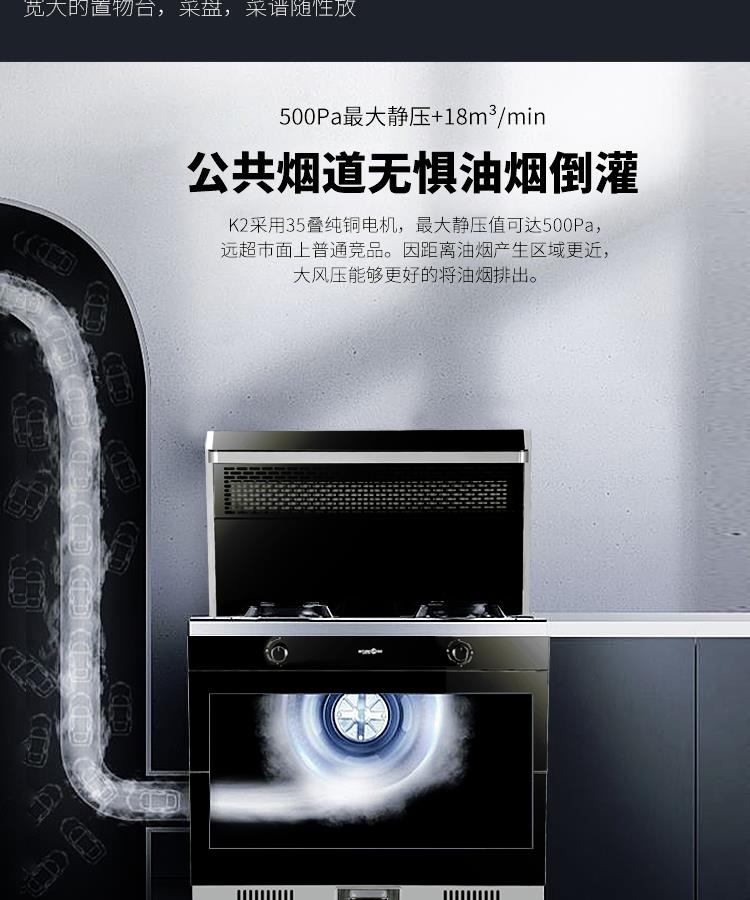 宽大的置物台，菜盘，菜谱随性放
500Pa最大静压+18m³/min
公共烟道无惧油烟倒灌
K2采用35叠纯铜电机，最大静压值可达500Pa，
远超市面上普通竞品。因距离油烟产生区域更近，
大风压能够更好的将油烟排出。